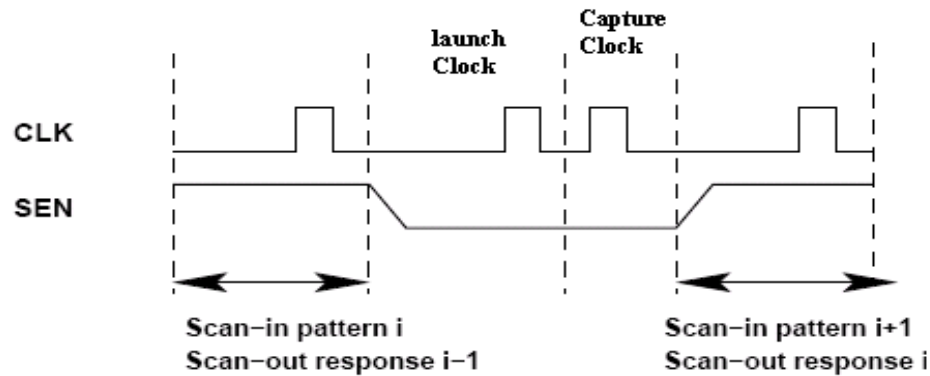 launch
Clock
Capture
Clock
CLK
SEN
Scan-in pattern i
Scan-out response i-1
Scan-in pattern i+1
Scan-out response i